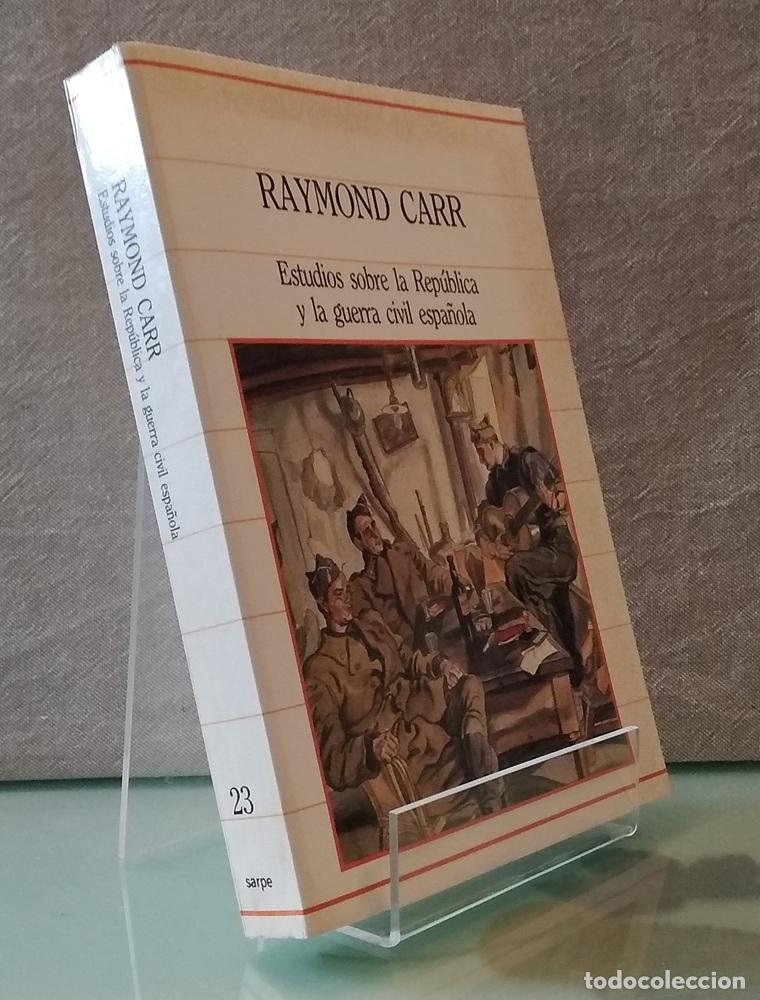 RAYMOND CARR
Estudios sobre la República
y la guerra civil española
RAYMOND CARR
Estudios sobre la República y la guerra civil española
23
sarpe
todocoleccion